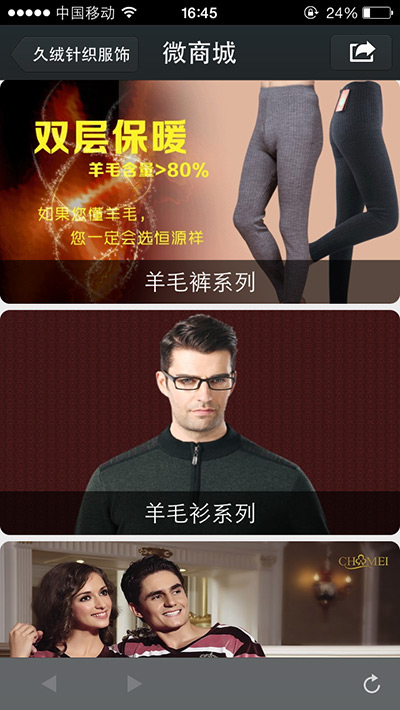 中国移动 16:45 24%
久绒针织服饰 微商城
双层保暖
羊毛含量>80%
如果您懂羊毛，
您一定会选恒源祥
羊毛裤系列
羊毛衫系列
CHOMEI